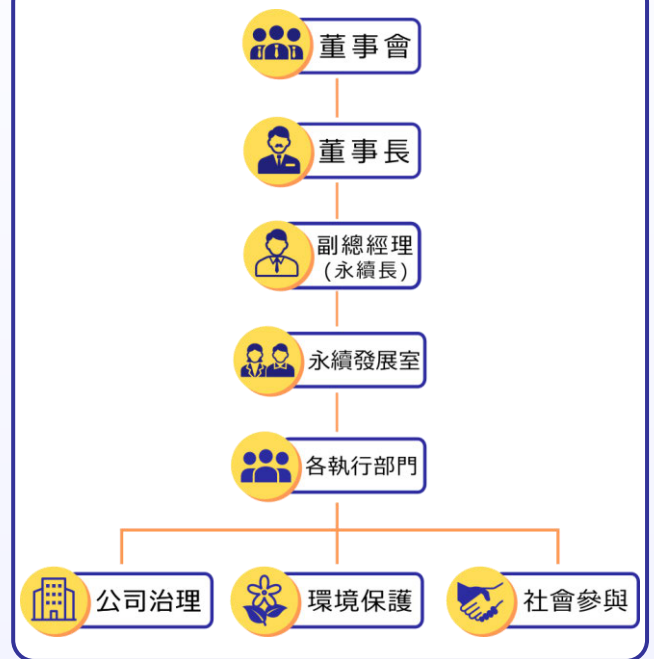 董事會
董事長
副總經理
(永續長)
永續發展室
各執行部門
公司治理
環境保護
社會參與